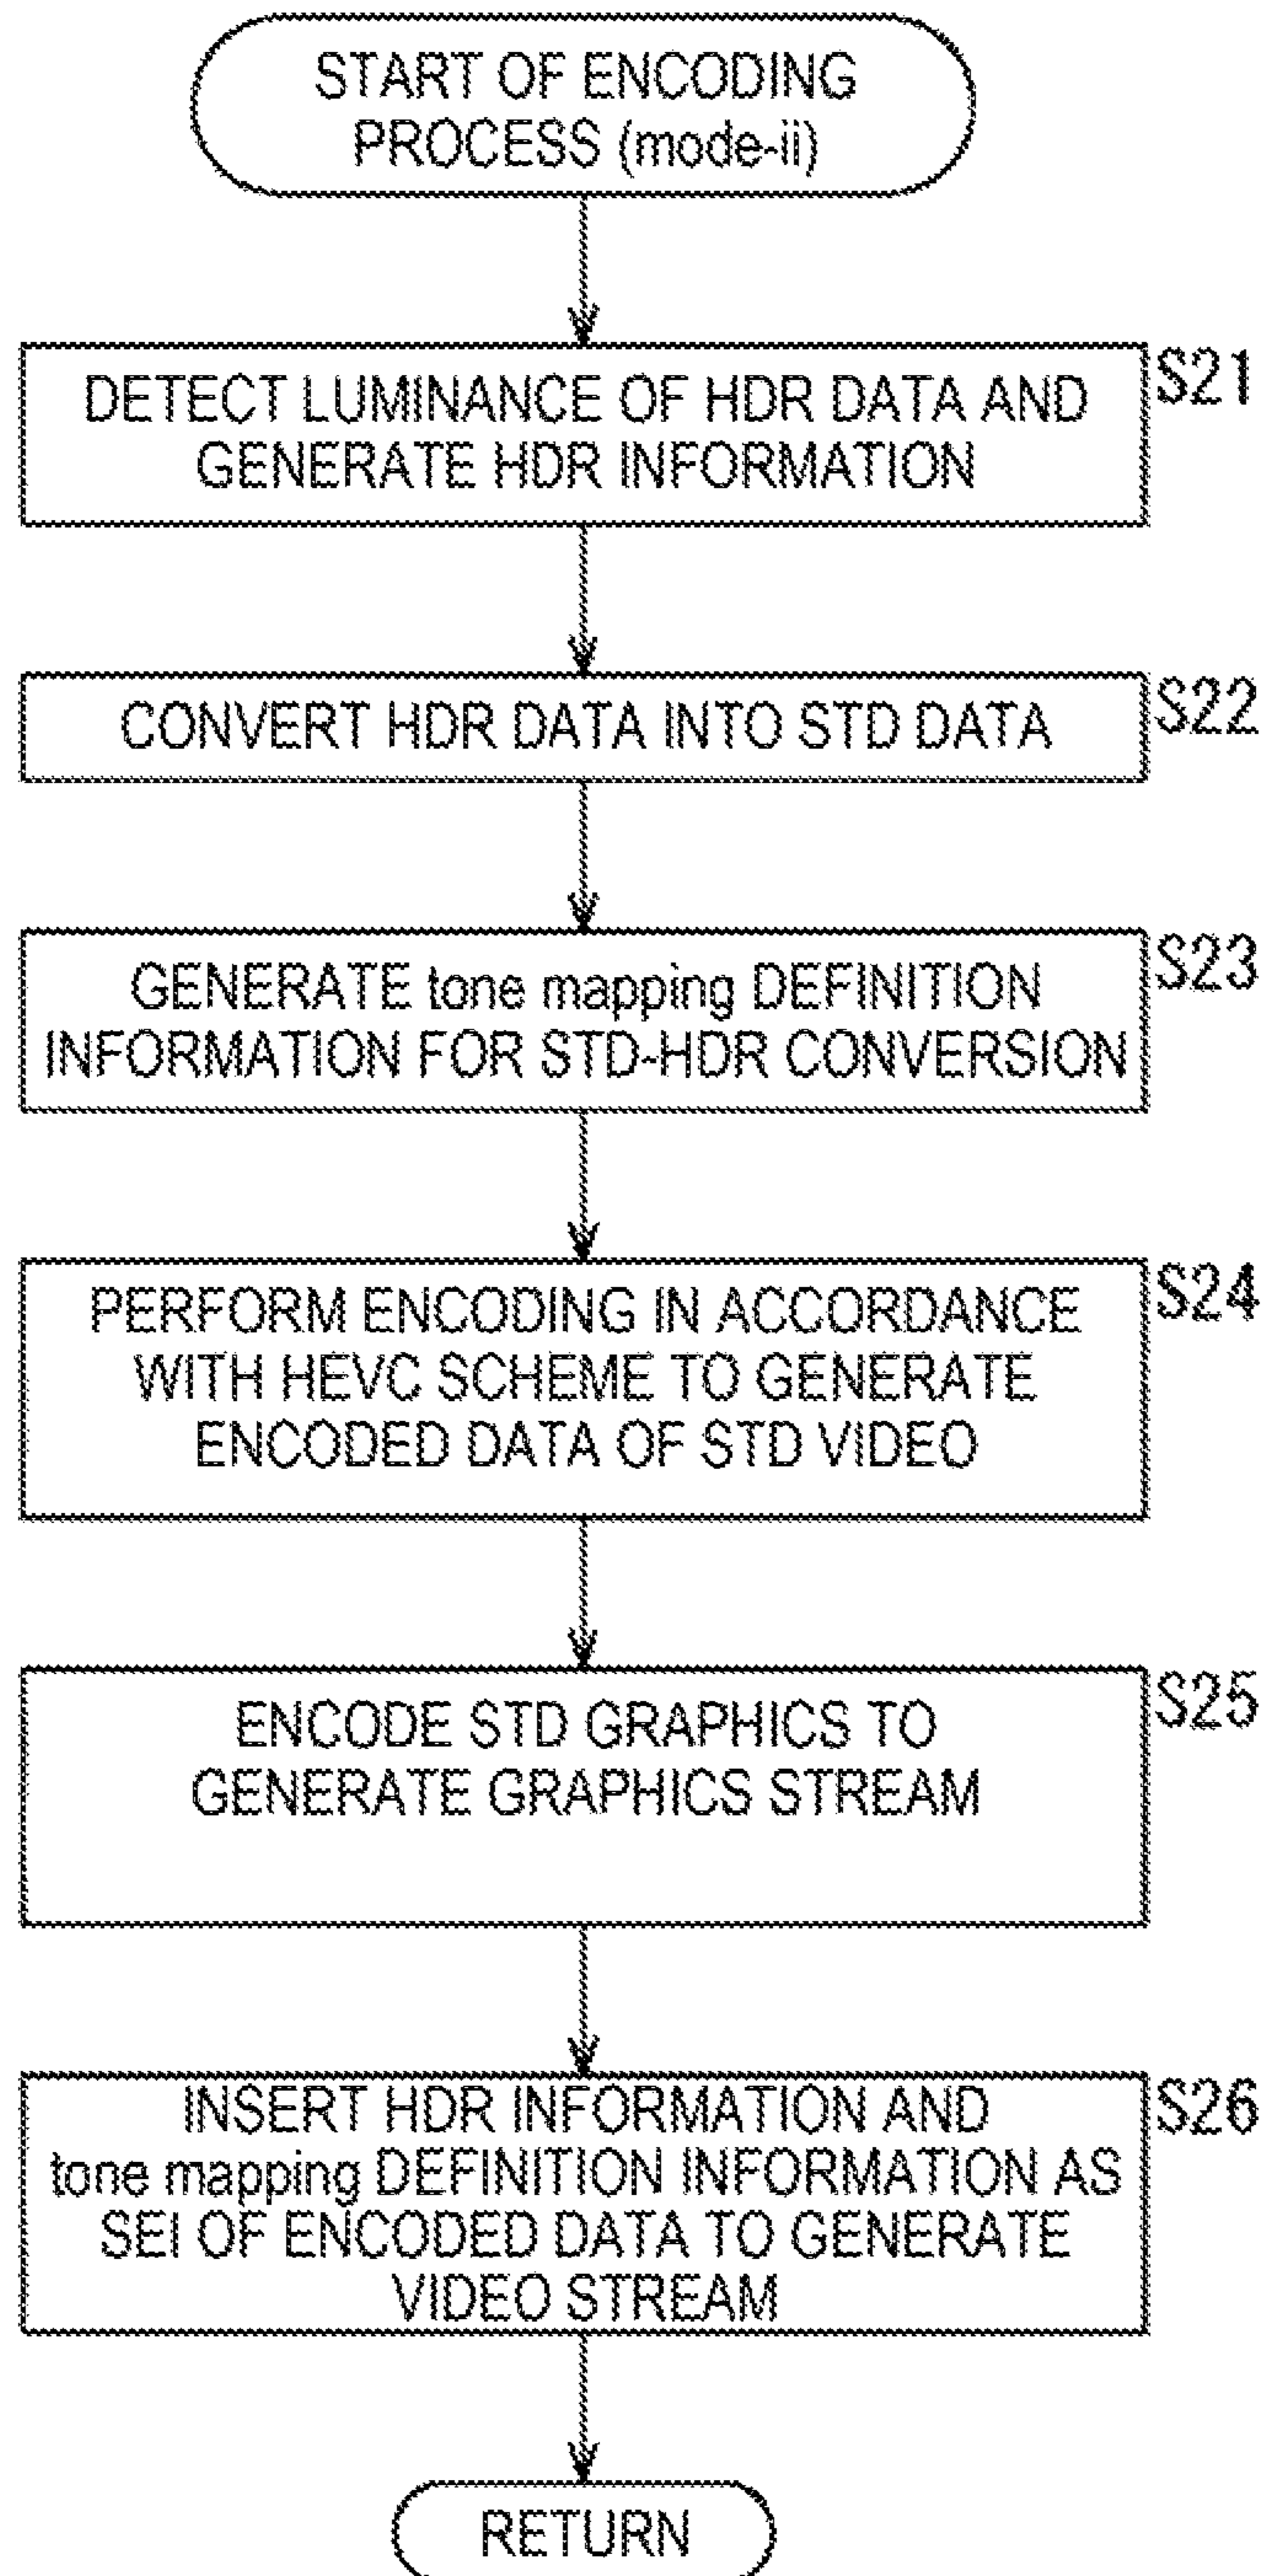 START OF ENCODING
PROCESS (mode-ii)
DETECT LUMINANCE OF HDR DATA AND
GENERATE HDR INFORMATION
S21
CONVERT HDR DATA INTO STD DATA
S22
GENERATE tone mapping DEFINITION
INFORMATION FOR STD-HDR CONVERSION
S23
PERFORM ENCODING IN ACCORDANCE
WITH HEVC SCHEME TO GENERATE
ENCODED DATA OF STD VIDEO
S24
ENCODE STD GRAPHICS TO
GENERATE GRAPHICS STREAM
S25
INSERT HDR INFORMATION AND
tone mapping DEFINITION INFORMATION AS
SEI OF ENCODED DATA TO GENERATE
VIDEO STREAM
S26
RETURN